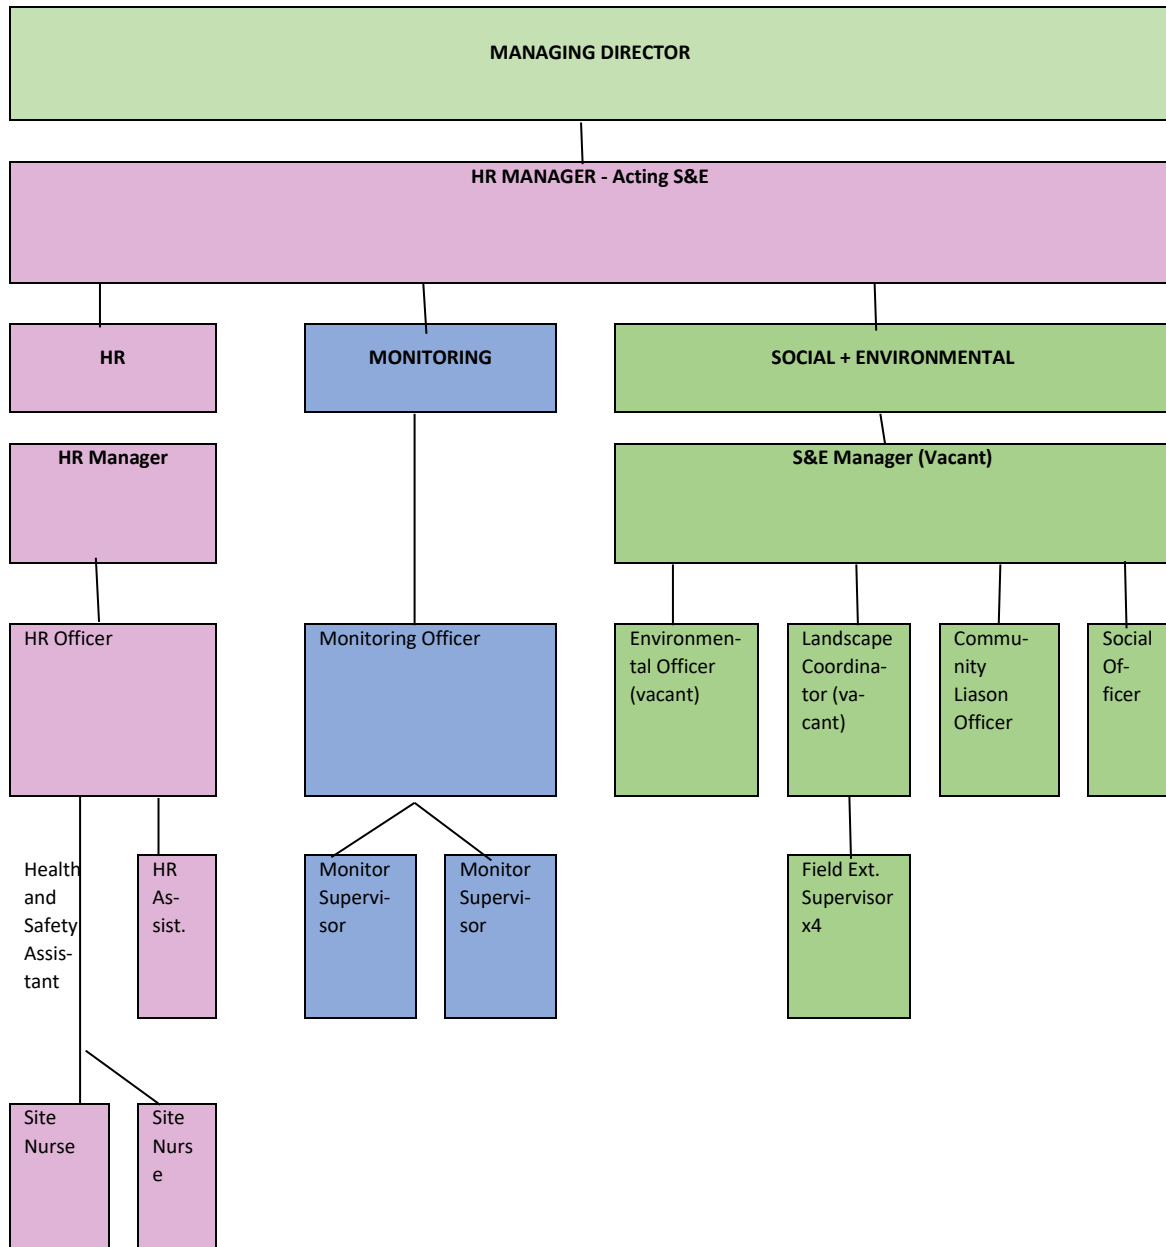 MANAGING DIRECTOR
HR MANAGER - Acting S&E
HR
MONITORING
SOCIAL + ENVIRONMENTAL
HR Manager
S&E Manager (Vacant)
HR Officer
Monitoring Officer
Environmen-
tal Officer
(vacant)
Landscape
Coordina-
tor (va-
cant)
Commu-
nity
Liason
Officer
Social
Of-
ficer
Health
and
Safety
Assis-
tant
HR
As-
sist.
Monitor
Supervi-
sor
Monitor
Supervi-
sor
Field Ext.
Supervisor
x4
Site
Nurse
Site
Nurs
e